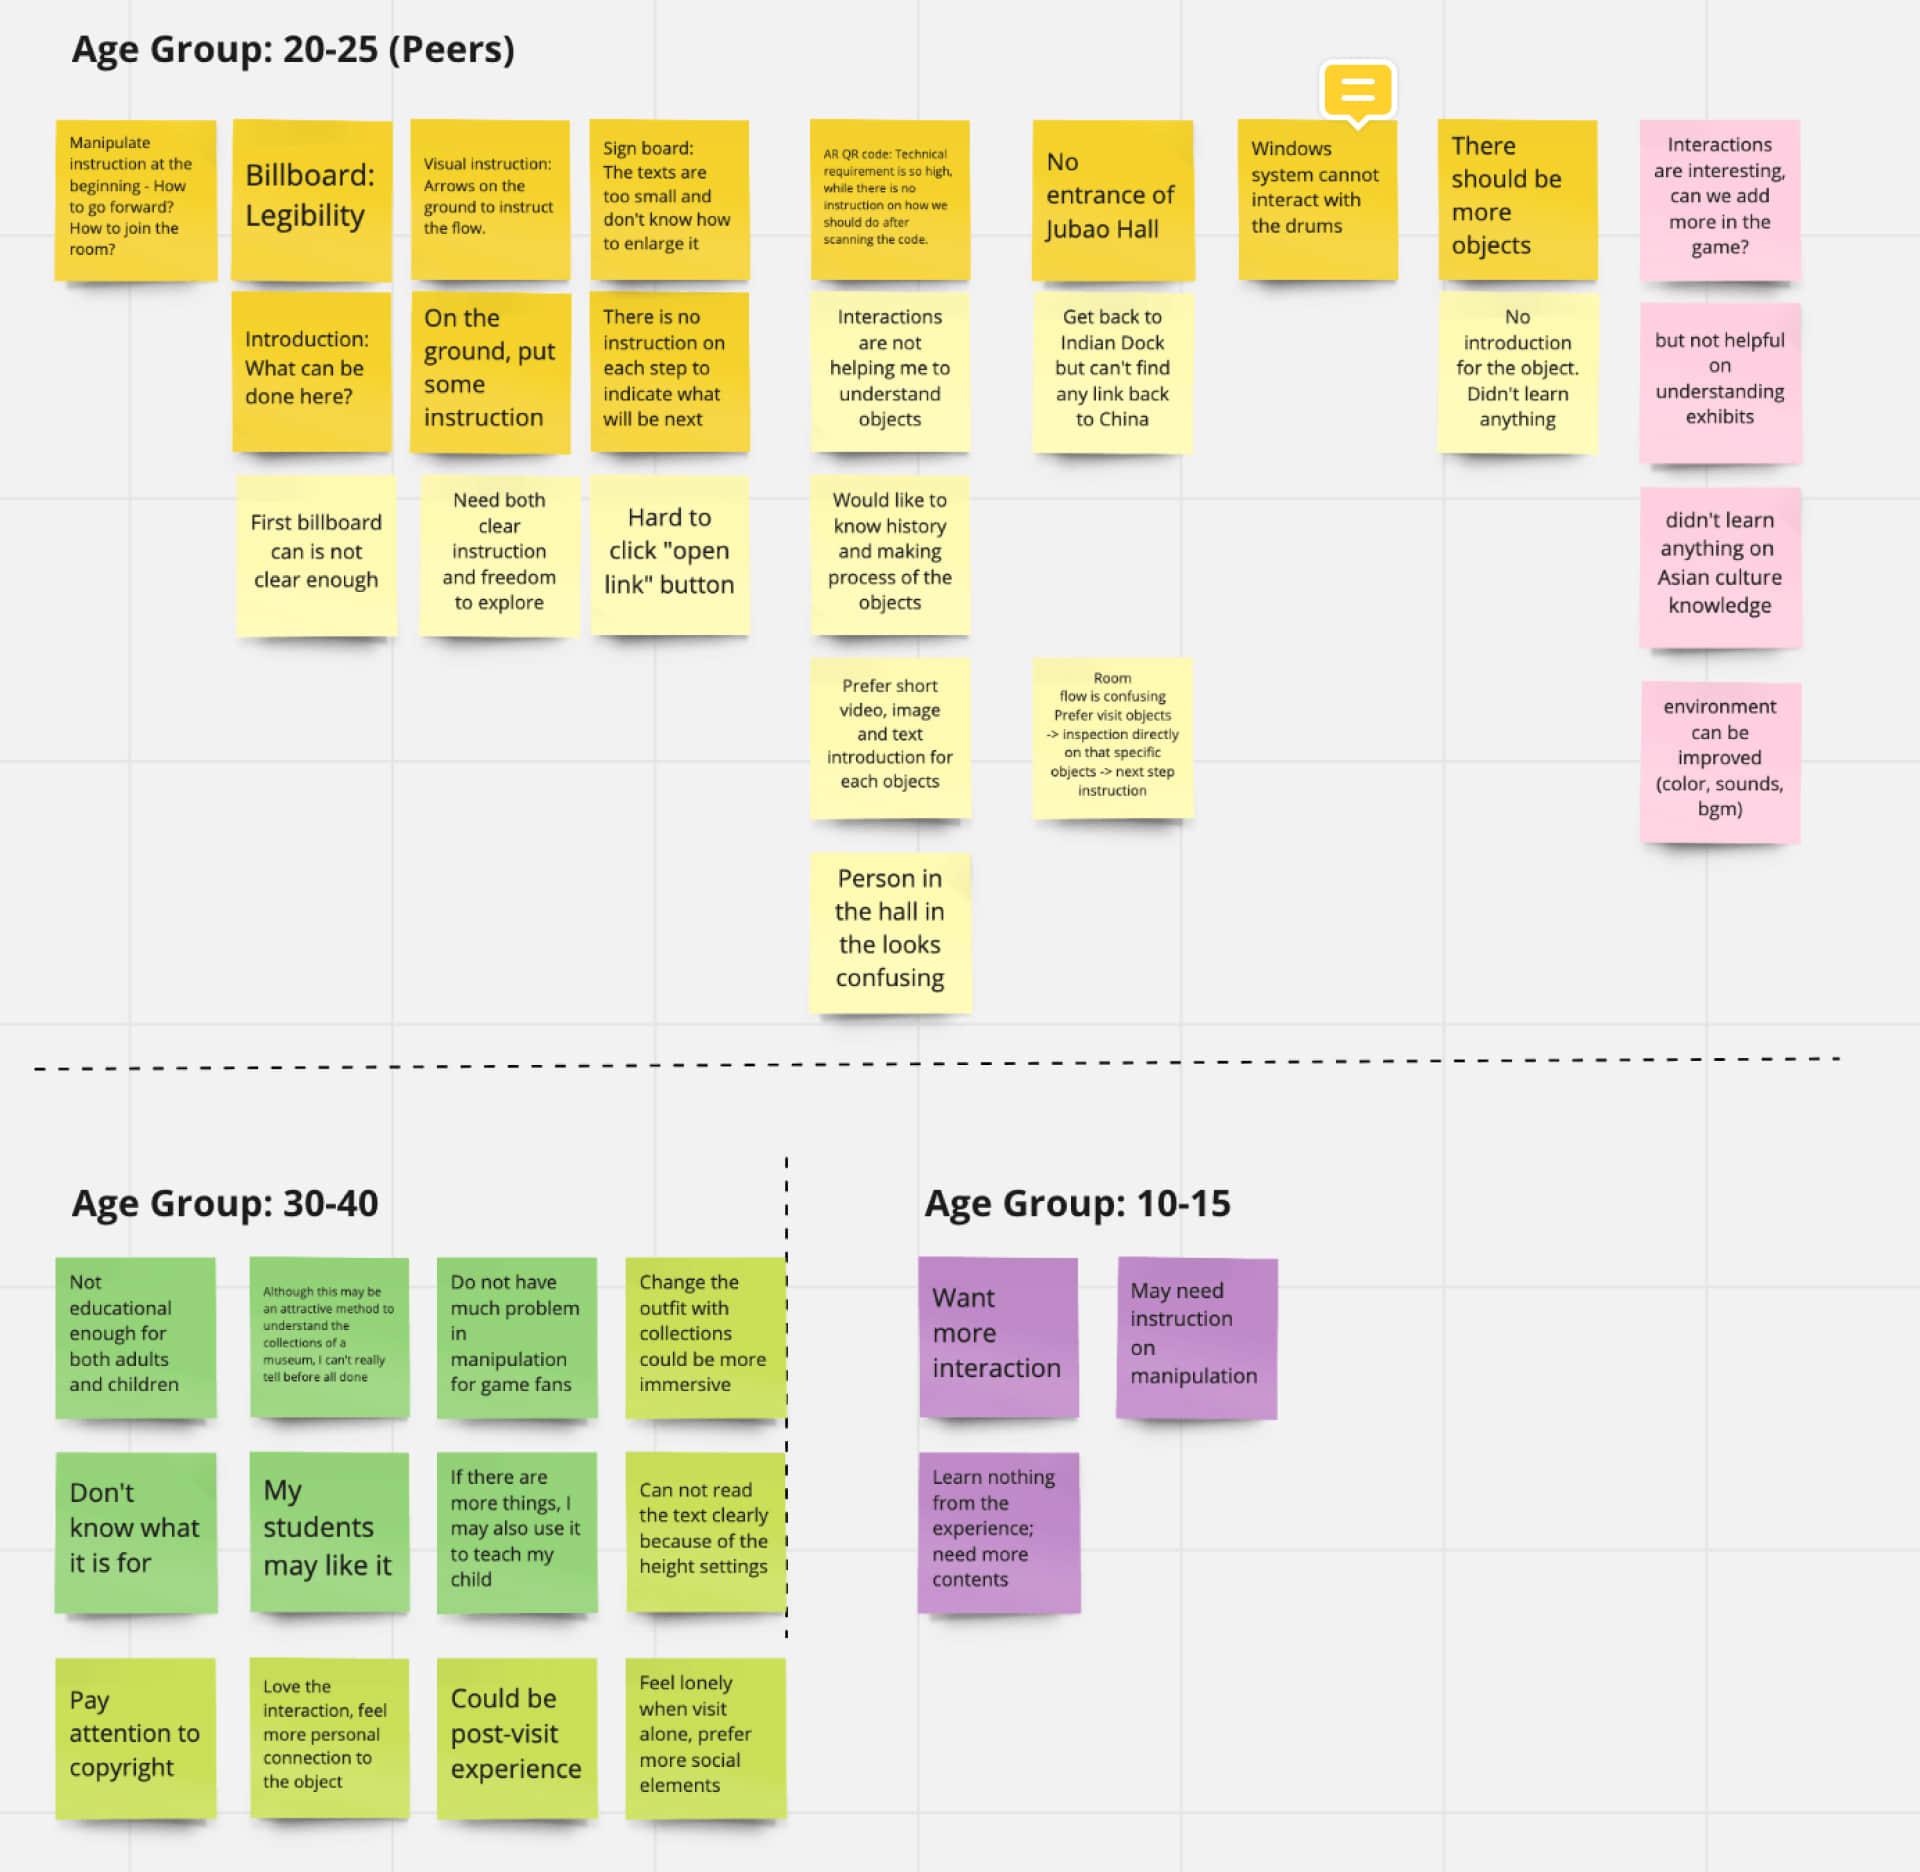 Age Group: 20-25 (Peers)
Manipulate
instruction at the
beginning - How
to go forward?
How to join the
room?
Billboard:
Legibility
Visual instruction:
Arrows on the
ground to instruct
the flow.
Sign board:
The texts are
too small and
don't know how
to enlarge it
AR QR code: Technical
requirement is so high,
while there is no
instruction on how we
should do after
scanning the code.
No
entrance of
Jubao Hall
Windows
system cannot
interact with
the drums
There
should be
more
objects
Interactions
are interesting,
can we add
more in the
game?
Introduction:
What can be
done here?
On the
ground, put
some
instruction
There is no
instruction on
each step to
indicate what
will be next
Interactions
are not
helping me to
understand
objects
Get back to
Indian Dock
but can't find
any link back
to China
No
introduction
for the object.
Didn't learn
anything
but not helpful
on
understanding
exhibits
First billboard
can is not
clear enough
Need both
clear
instruction
and freedom
to explore
Hard to
click "open
link" button
Would like to
know history
and making
process of the
objects
didn't learn
anything on
Asian culture
knowledge
Prefer short
video, image
and text
introduction for
each objects
Room
flow is confusing
Prefer visit objects
-> inspection directly
on that specific
objects -> next step
instruction
environment
can be
improved
(color, sounds,
bgm)
Person in
the hall in
the looks
confusing
Age Group: 30-40
Not
educational
enough for
both adults
and children
Although this may be
an attractive method to
understand the
collections of a
museum, I can't really
tell before all done
Do not have
much problem
in
manipulation
for game fans
Change the
outfit with
collections
could be more
immersive
Don't
know what
it is for
My
students
may like it
If there are
more things, I
may also use it
to teach my
child
Can not read
the text clearly
because of the
height settings
Pay
attention to
copyright
Love the
interaction, feel
more personal
connection to
the object
Could be
post-visit
experience
Feel lonely
when visit
alone, prefer
more social
elements
Age Group: 10-15
Want
more
interaction
May need
instruction
on
manipulation
Learn nothing
from the
experience;
need more
contents